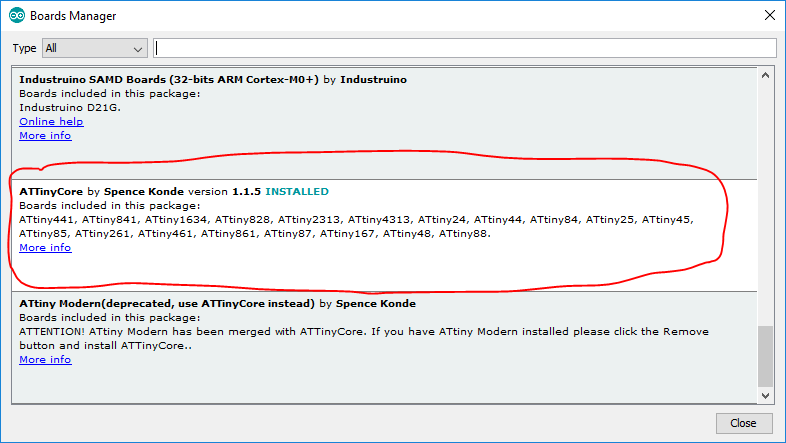 Boards Manager
Type All
Industruino SAMD Boards (32-bits ARM Cortex-M0+) by Industruino
Boards included in this package:
Industruino D21G.
Online help
More info
ATTinyCore by Spence Konde version 1.1.5 INSTALLED
Boards included in this package:
ATtiny441, ATtiny841, ATtiny1634, ATtiny828, ATtiny2313, ATtiny4313, ATtiny24, ATtiny44, ATtiny84, ATtiny25, ATtiny45,
ATtiny85, ATtiny261, ATtiny461, ATtiny861, ATtiny87, ATtiny167, ATtiny48, ATtiny88.
More info
ATtiny Modern(deprecated, use ATTinyCore instead) by Spence Konde
Boards included in this package:
ATTENTION! ATtiny Modern has been merged with ATTinyCore. If you have ATtiny Modern installed please click the Remove
button and install ATTinyCore..
More info
Close